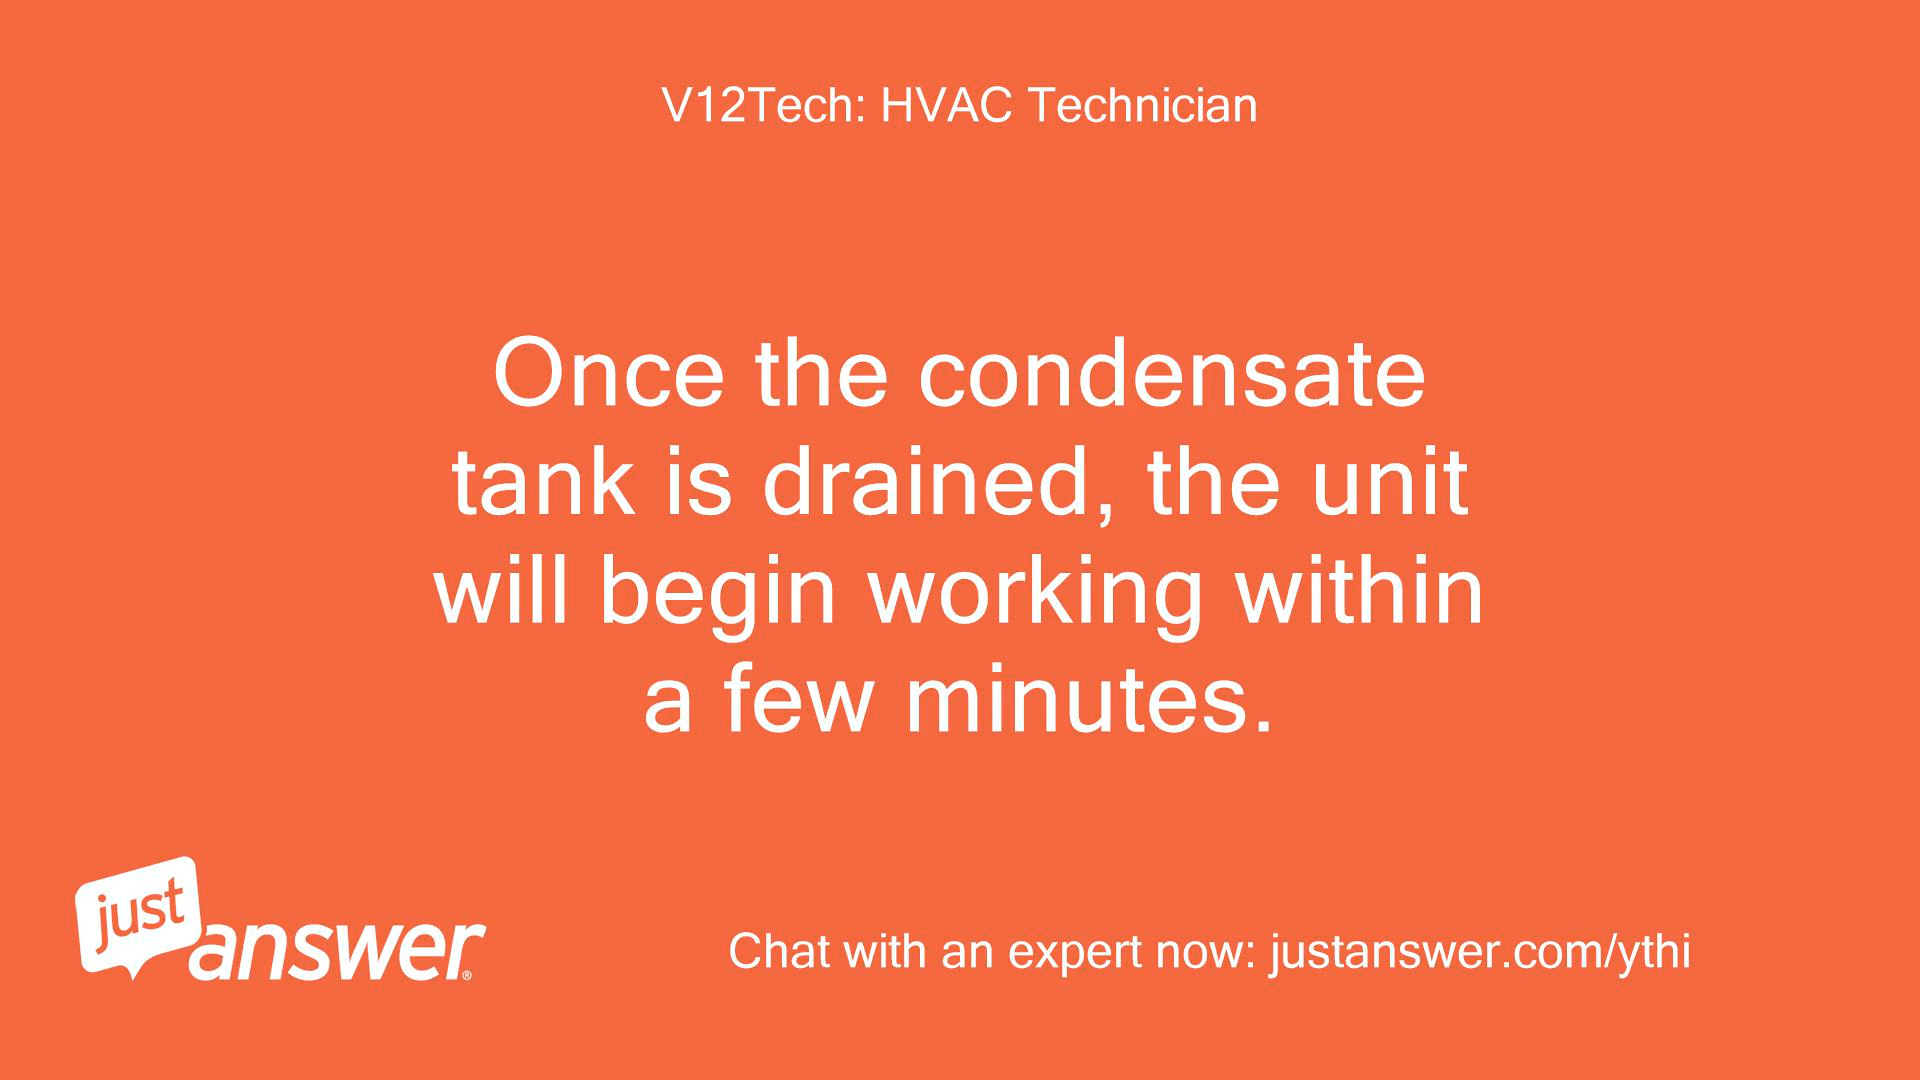 V12Tech: HVAC Technician
Once the condensate
tank is drained, the unit
will begin working within
a few minutes.
just
answer®
Chat with an expert now: justanswer.com/ythi